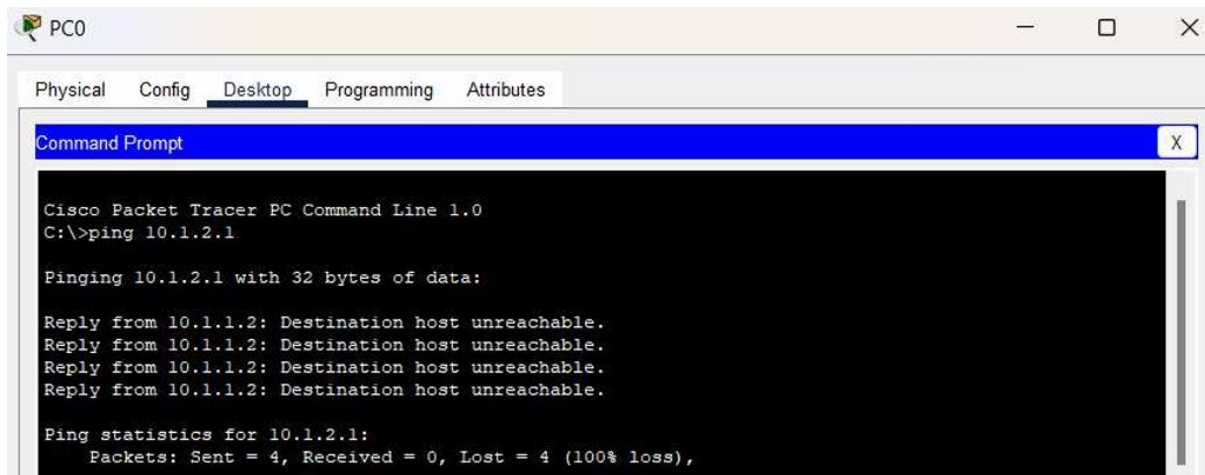 PC0
Physical Config Desktop Programming Attributes
Command Prompt
X
Cisco Packet Tracer PC Command Line 1.0
C:\>ping 10.1.2.1
Pinging 10.1.2.1 with 32 bytes of data:
Reply from 10.1.1.2: Destination host unreachable.
Reply from 10.1.1.2: Destination host unreachable.
Reply from 10.1.1.2: Destination host unreachable.
Reply from 10.1.1.2: Destination host unreachable.
Ping statistics for 10.1.2.1:
Packets: Sent = 4, Received = 0, Lost = 4 (100% loss),